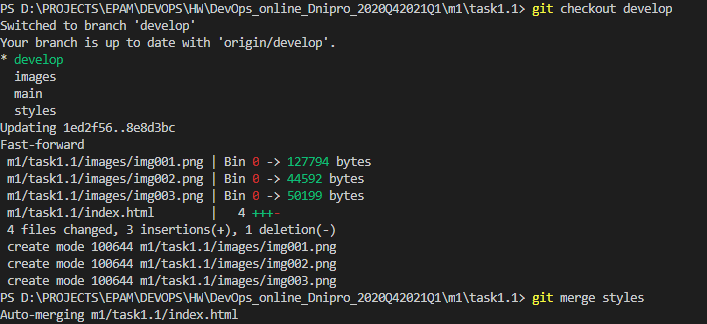 PS D:\PROJECTS\EPAM\DEVOPS\HW\DevOps_online_Dnipro_2020Q42021Q1\m1\task1.1> git checkout develop
Switched to branch 'develop'
Your branch is up to date with 'origin/develop'.
* develop
  images
  main
  styles
Updating 1ed2f56..8e8d3bc
Fast-forward
 m1/task1.1/images/img001.png | Bin 0 -> 127794 bytes
 m1/task1.1/images/img002.png | Bin 0 -> 44592 bytes
 m1/task1.1/images/img003.png | Bin 0 -> 50199 bytes
 m1/task1.1/index.html        |   4 +++-
 4 files changed, 3 insertions(+), 1 deletion(-)
 create mode 100644 m1/task1.1/images/img001.png
 create mode 100644 m1/task1.1/images/img002.png
 create mode 100644 m1/task1.1/images/img003.png
PS D:\PROJECTS\EPAM\DEVOPS\HW\DevOps_online_Dnipro_2020Q42021Q1\m1\task1.1> git merge styles
Auto-merging m1/task1.1/index.html